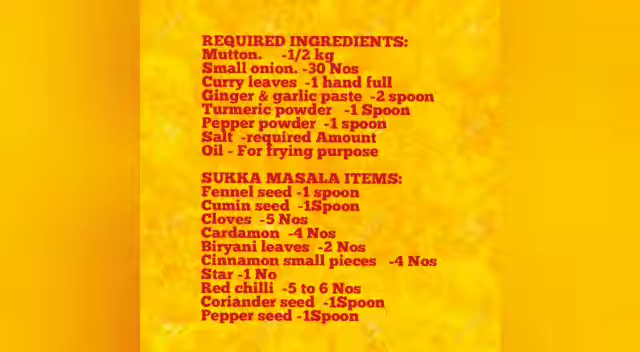 REQUIRED INGREDIENTS:
Mutton. -1/2 kg
Small onion. -30 Nos
Curry leaves -1 hand full
Ginger & garlic paste -2 spoon
Turmeric powder -1 Spoon
Pepper powder -1 spoon
Salt -required Amount
Oil - For frying purpose
SUKKA MASALA ITEMS:
Fennel seed -1 spoon
Cumin seed -1Spoon
Cloves -5 Nos
Cardamon -4 Nos
Biryani leaves -2 Nos
Cinnamon small pieces -4 Nos
Star -1 No
Red chilli -5 to 6 Nos
Coriander seed -1Spoon
Pepper seed -1Spoon